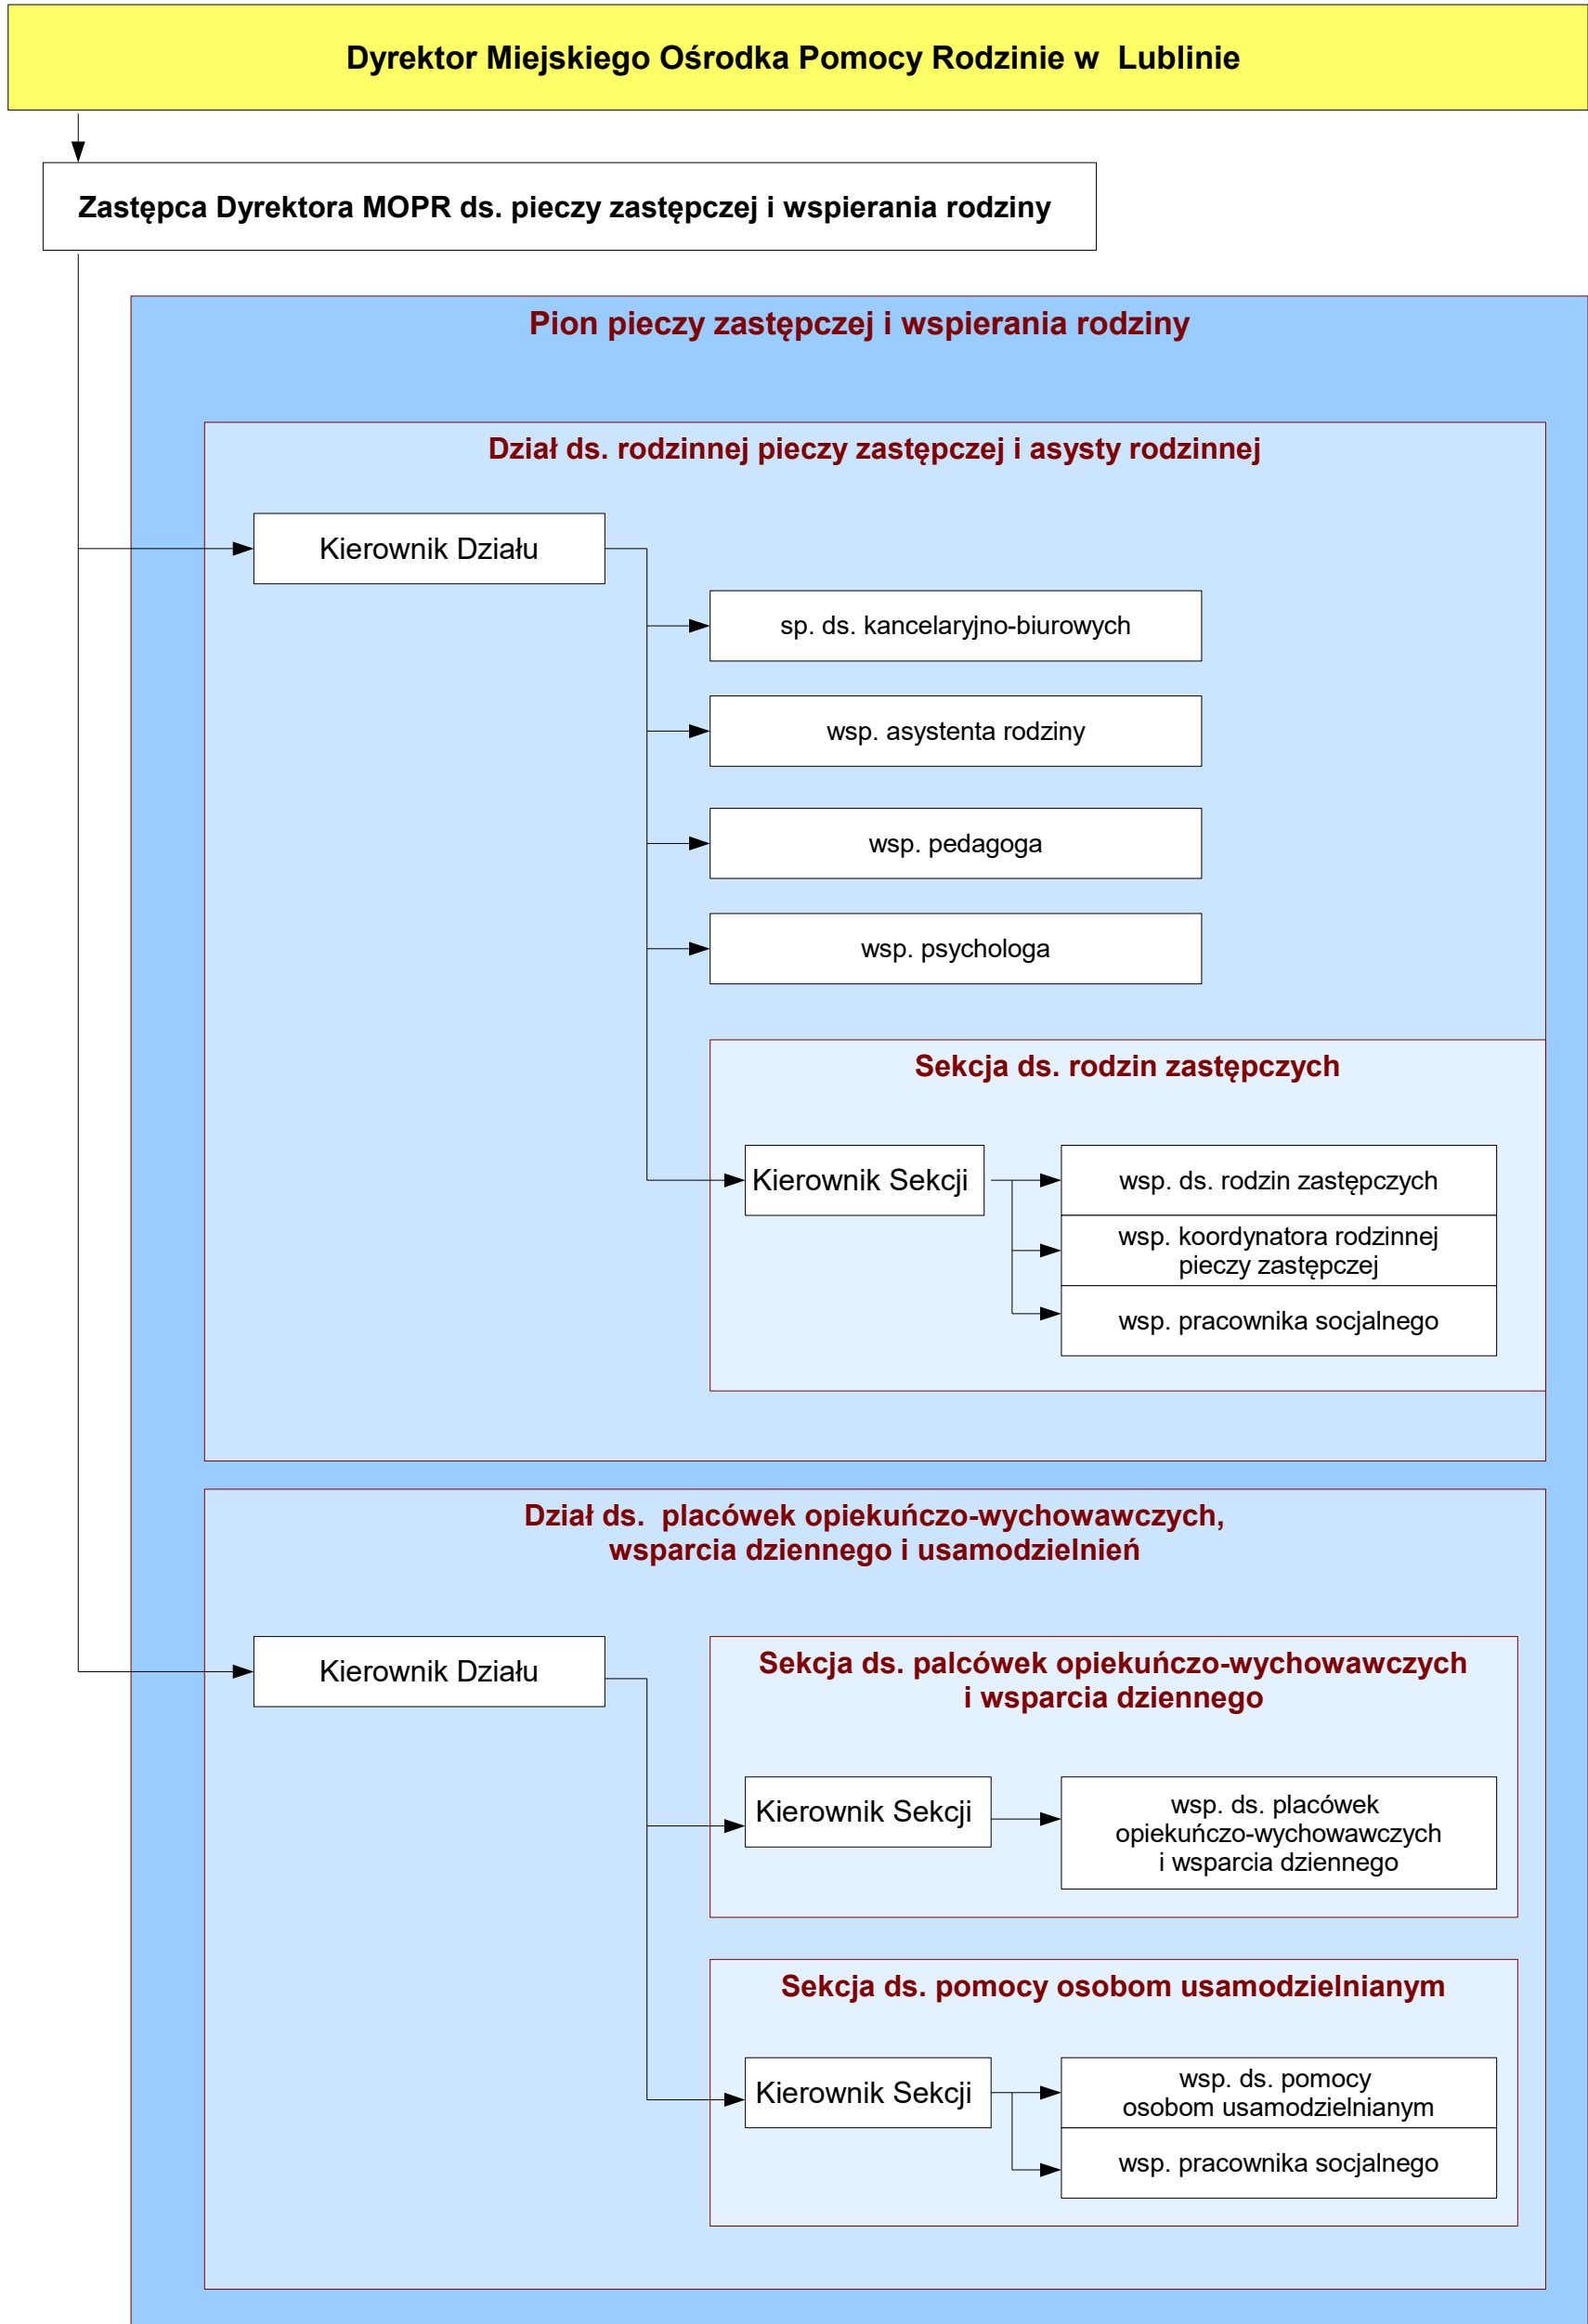 Dyrektor Miejskiego Ośrodka Pomocy Rodzinie w  Lublinie
Zastępca Dyrektora MOPR ds. pieczy zastępczej i wspierania rodziny
Pion pieczy zastępczej i wspierania rodziny
Dział ds. rodzinnej pieczy zastępczej i asysty rodzinnej
Kierownik Działu
sp. ds. kancelaryjno-biurowych
wsp. asystenta rodziny
wsp. pedagoga
wsp. psychologa
Sekcja ds. rodzin zastępczych
Kierownik Sekcji
wsp. ds. rodzin zastępczych
wsp. koordynatora rodzinnej
pieczy zastępczej
wsp. pracownika socjalnego
Dział ds.  placówek opiekuńczo-wychowawczych,
wsparcia dziennego i usamodzielnień
Kierownik Działu
Sekcja ds. palcówek opiekuńczo-wychowawczych
i wsparcia dziennego
Kierownik Sekcji
wsp. ds. placówek
opiekuńczo-wychowawczych
i wsparcia dziennego
Sekcja ds. pomocy osobom usamodzielnianym
Kierownik Sekcji
wsp. ds. pomocy
osobom usamodzielnianym
wsp. pracownika socjalnego